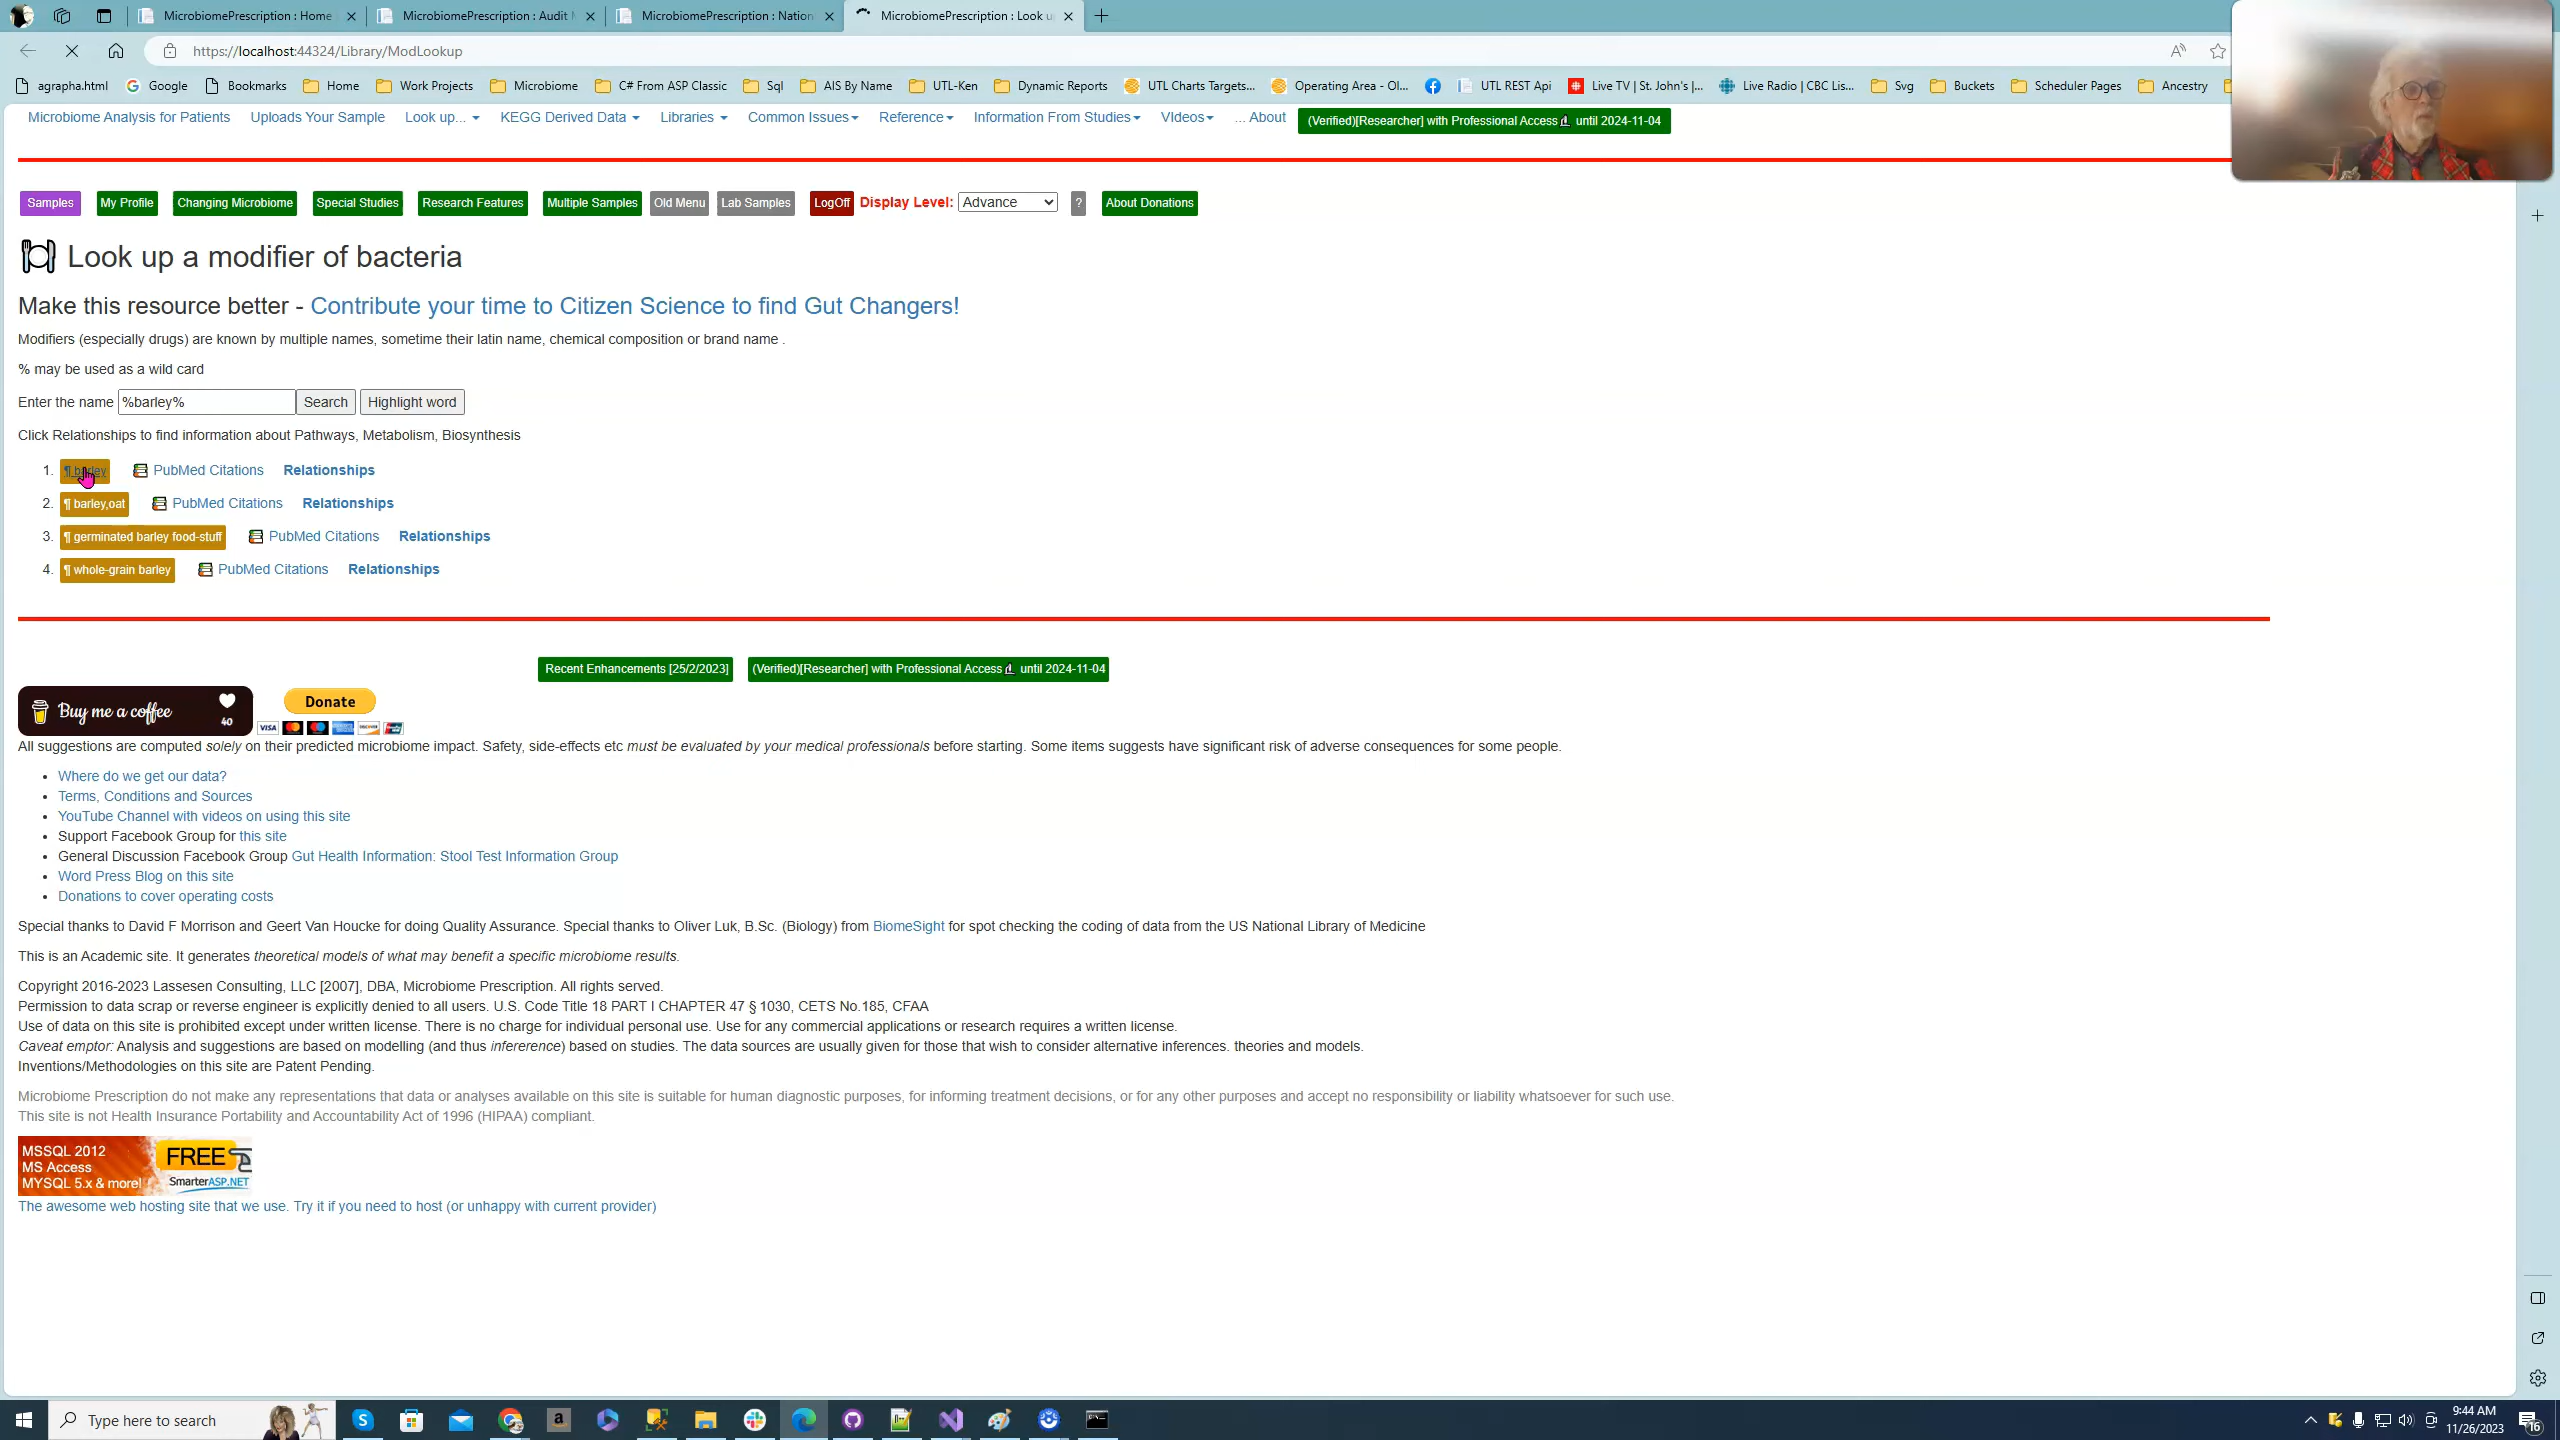 MicrobiomePrescription : Home
MicrobiomePrescription : Audit
MicrobiomePrescription : Nation
MicrobiomePrescription : Look u
https://localhost:44324/Library/ModLookup
agrapha.html Google Bookmarks Home Work Projects Microbiome C# From ASP Classic Sql AIS By Name UTL-Ken Dynamic Reports UTL Charts Targets... Operating Area - Ol... UTL REST Api Live TV | St. John's |... Live Radio | CBC Lis... Svg Buckets Scheduler Pages Ancestry
Microbiome Analysis for Patients Uploads Your Sample Look up... KEGG Derived Data Libraries Common Issues Reference Information From Studies VIdeos ... About (Verified)[Researcher] with Professional Access until 2024-11-04
Samples My Profile Changing Microbiome Special Studies Research Features Multiple Samples Old Menu Lab Samples LogOff Display Level: Advance ? About Donations
Look up a modifier of bacteria
Make this resource better - Contribute your time to Citizen Science to find Gut Changers!
Modifiers (especially drugs) are known by multiple names, sometime their latin name, chemical composition or brand name .
% may be used as a wild card
Enter the name %barley% Search Highlight word
Click Relationships to find information about Pathways, Metabolism, Biosynthesis
1. ¶ barley PubMed Citations Relationships
2. ¶ barley,oat PubMed Citations Relationships
3. ¶ germinated barley food-stuff PubMed Citations Relationships
4. ¶ whole-grain barley PubMed Citations Relationships
Recent Enhancements [25/2/2023] (Verified)[Researcher] with Professional Access until 2024-11-04
Buy me a coffee 40 Donate
VISA
All suggestions are computed solely on their predicted microbiome impact. Safety, side-effects etc must be evaluated by your medical professionals before starting. Some items suggests have significant risk of adverse consequences for some people.
• Where do we get our data?
• Terms, Conditions and Sources
• YouTube Channel with videos on using this site
• Support Facebook Group for this site
• General Discussion Facebook Group Gut Health Information: Stool Test Information Group
• Word Press Blog on this site
• Donations to cover operating costs
Special thanks to David F Morrison and Geert Van Houcke for doing Quality Assurance. Special thanks to Oliver Luk, B.Sc. (Biology) from BiomeSight for spot checking the coding of data from the US National Library of Medicine
This is an Academic site. It generates theoretical models of what may benefit a specific microbiome results.
Copyright 2016-2023 Lassesen Consulting, LLC [2007], DBA, Microbiome Prescription. All rights served.
Permission to data scrap or reverse engineer is explicitly denied to all users. U.S. Code Title 18 PART I CHAPTER 47 § 1030, CETS No.185, CFAA
Use of data on this site is prohibited except under written license. There is no charge for individual personal use. Use for any commercial applications or research requires a written license.
Caveat emptor: Analysis and suggestions are based on modelling (and thus infererence) based on studies. The data sources are usually given for those that wish to consider alternative inferences. theories and models.
Inventions/Methodologies on this site are Patent Pending.
Microbiome Prescription do not make any representations that data or analyses available on this site is suitable for human diagnostic purposes, for informing treatment decisions, or for any other purposes and accept no responsibility or liability whatsoever for such use.
This site is not Health Insurance Portability and Accountability Act of 1996 (HIPAA) compliant.
MSSQL 2012
MS Access
MYSQL 5.x & more!
FREE
SmarterASP.NET
The awesome web hosting site that we use. Try it if you need to host (or unhappy with current provider)
Type here to search
9:44 AM
11/26/2023
16